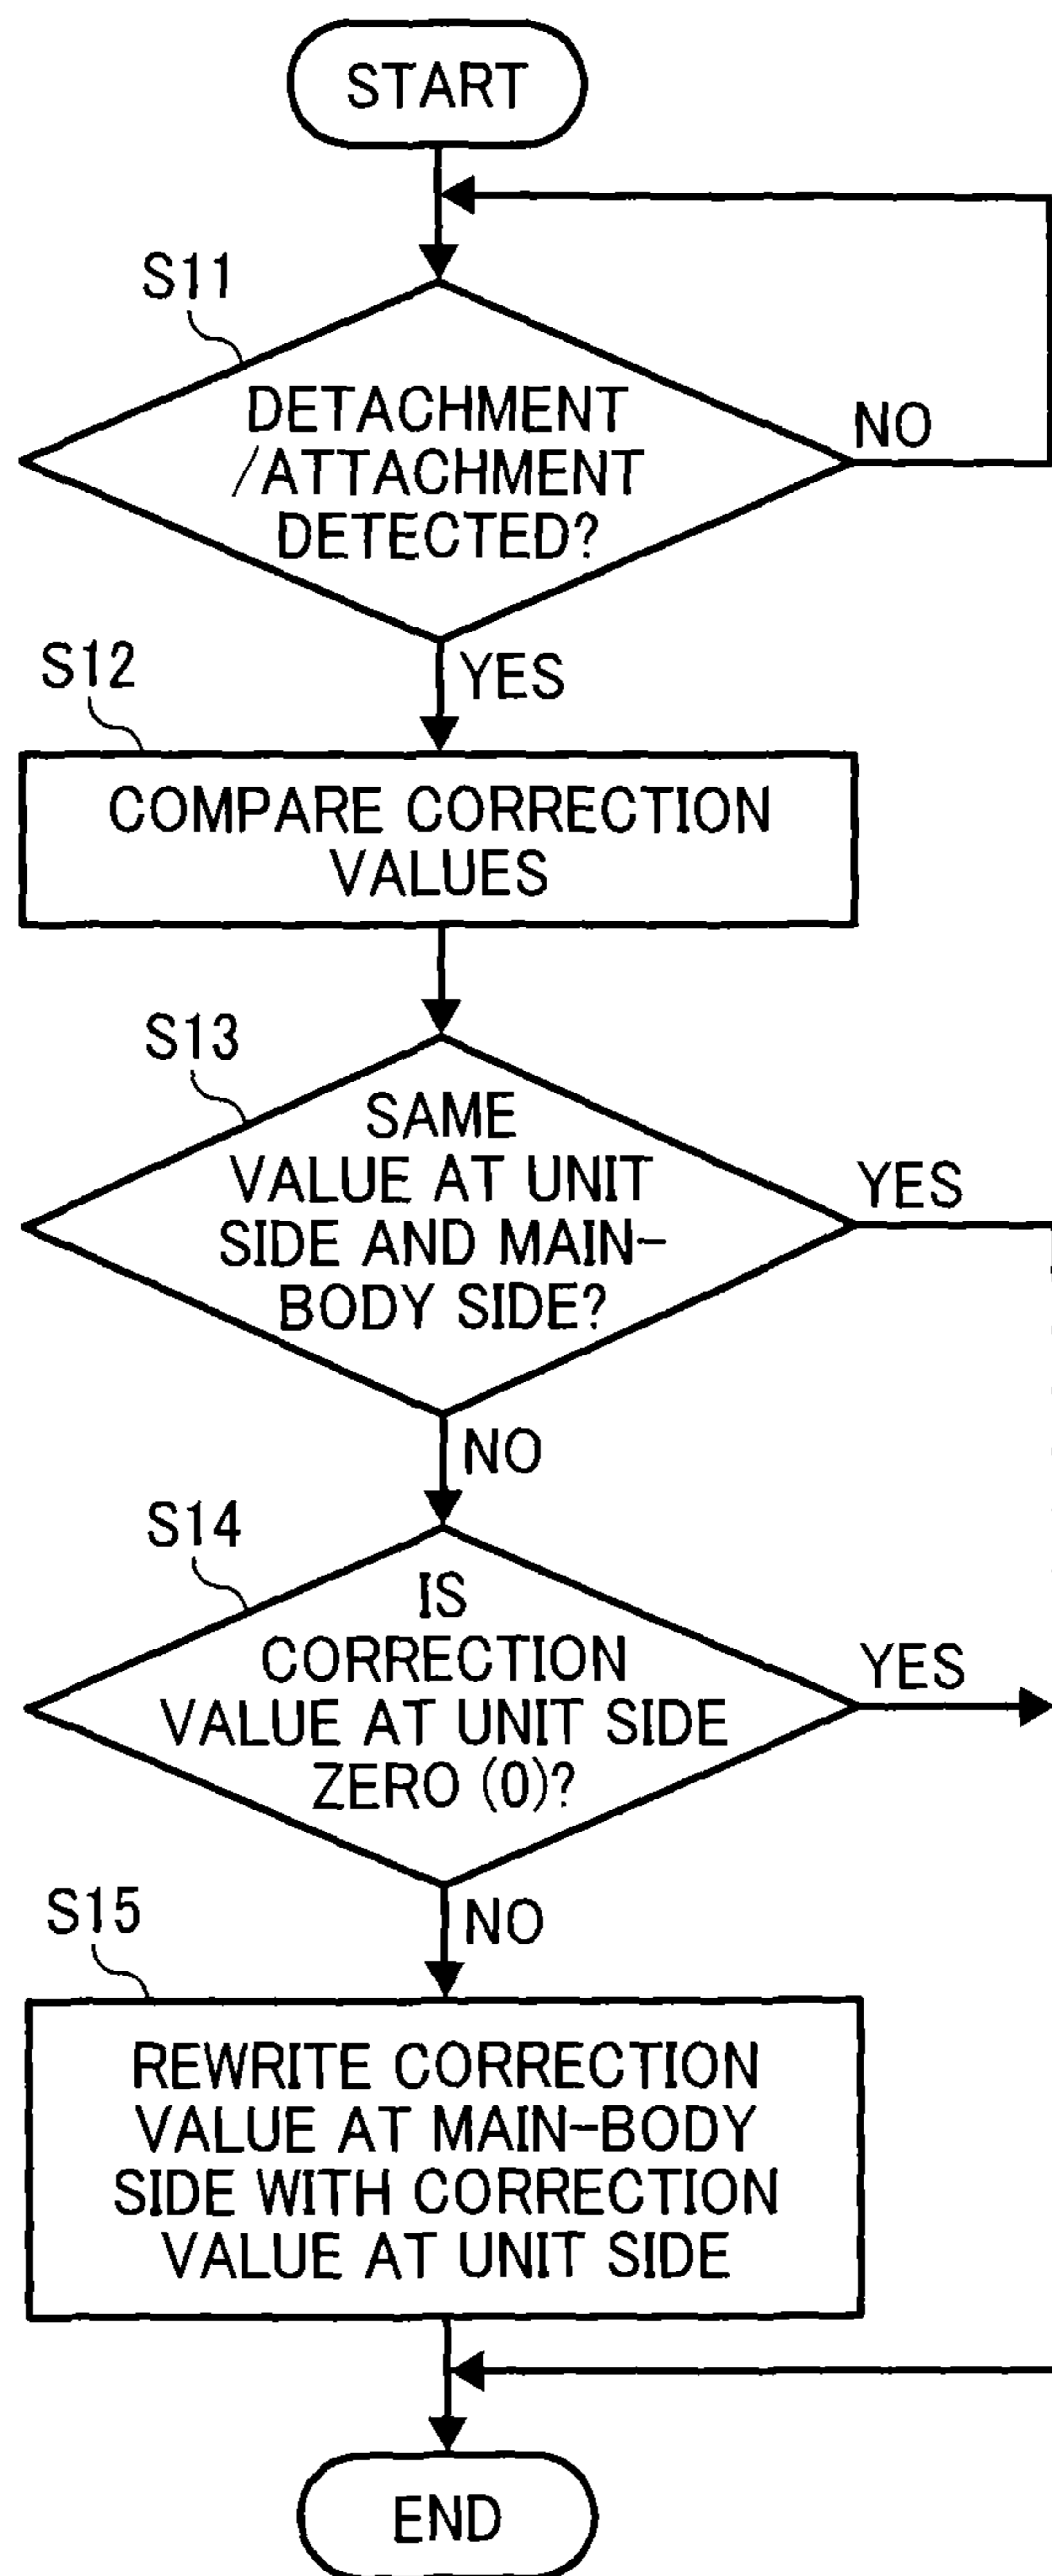 START
S11
DETACHMENT
/ATTACHMENT
DETECTED?
NO
YES
S12
COMPARE CORRECTION
VALUES
S13
SAME
VALUE AT UNIT
SIDE AND MAIN-
BODY SIDE?
YES
NO
S14
IS
CORRECTION
VALUE AT UNIT SIDE
ZERO (0)?
YES
NO
S15
REWRITE CORRECTION
VALUE AT MAIN-BODY
SIDE WITH CORRECTION
VALUE AT UNIT SIDE
END